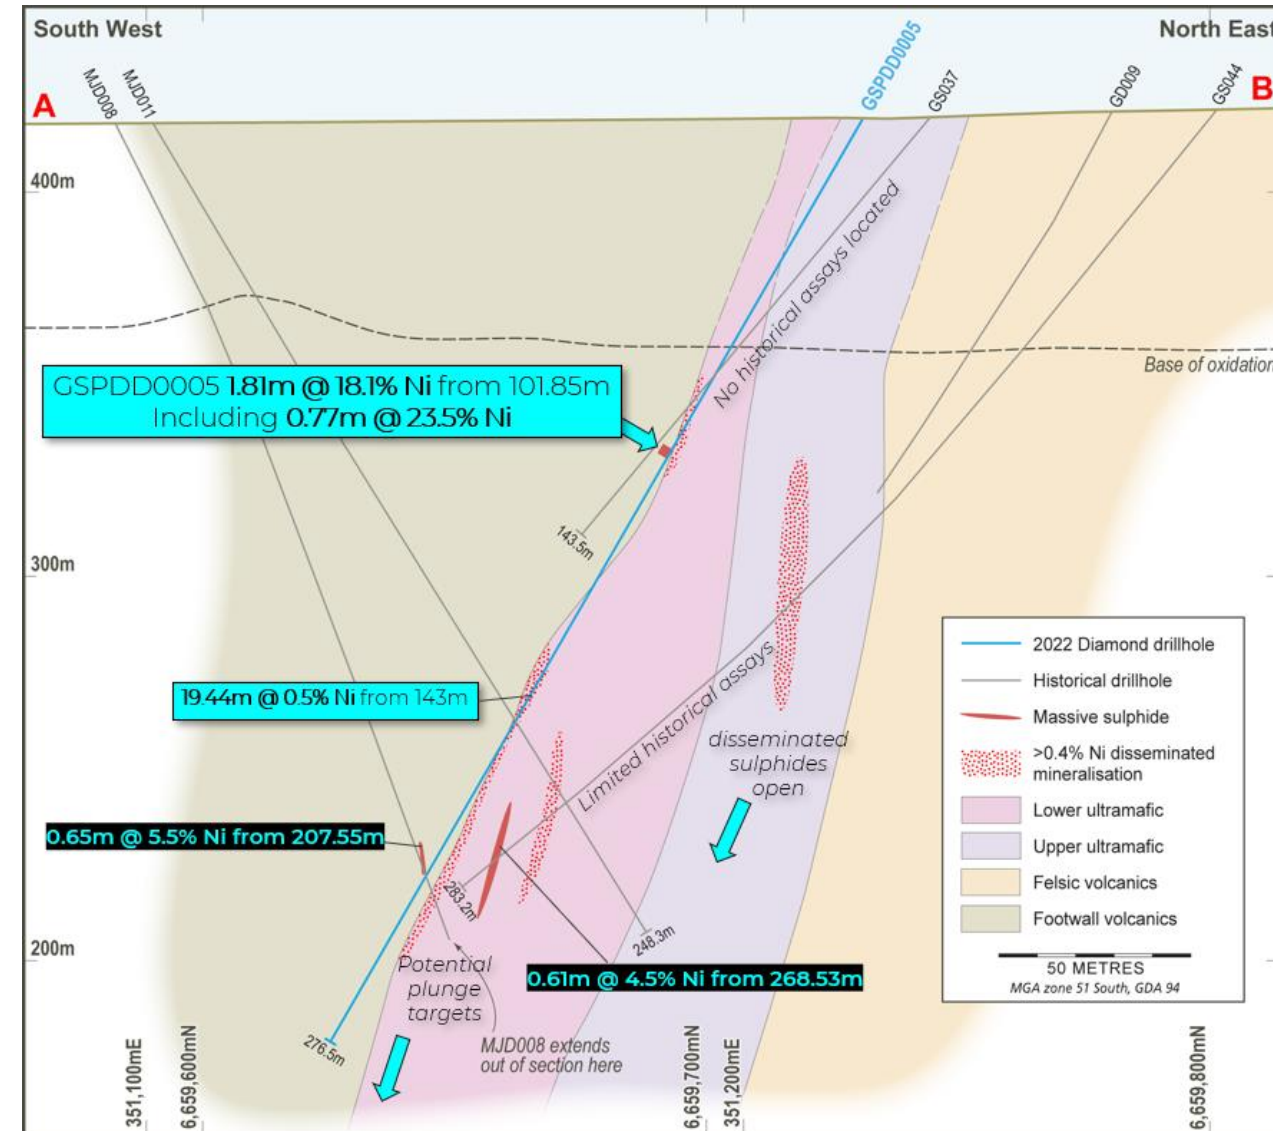 South West
North East
A
B
MJD008
MJD011
GSPDD0005
GS037
GD009
GS044
400m
Base of oxidation
No historical assays located
GSPDD0005 1.81m @ 18.1% Ni from 101.85m
Including 0.77m @ 23.5% Ni
143.5m
300m
19.44m @ 0.5% Ni from 143m
Limited historical assays
disseminated
sulphides
open
0.65m @ 5.5% Ni from 207.55m
283.2m
248.3m
200m
0.61m @ 4.5% Ni from 268.53m
Potential
plunge
targets
276.5m
MJD008 extends
out of section here
2022 Diamond drillhole
Historical drillhole
Massive sulphide
>0.4% Ni disseminated
mineralisation
Lower ultramafic
Upper ultramafic
Felsic volcanics
Footwall volcanics
50 METRES
MGA zone 51 South, GDA 94
351,100mE
6,659,600mN
6,659,700mN
351,200mE
6,659,800mN